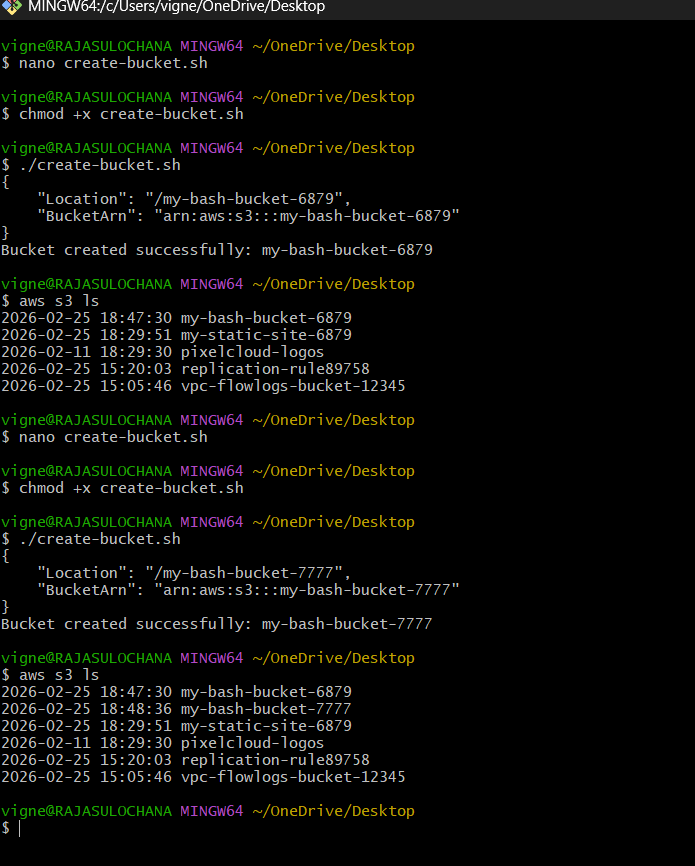 MINGW64:/c/Users/vigne/OneDrive/Desktop
vigne@RAJASULOCHANA MINGW64 ~/OneDrive/Desktop
$ nano create-bucket.sh
vigne@RAJASULOCHANA MINGW64 ~/OneDrive/Desktop
$ chmod +x create-bucket.sh
vigne@RAJASULOCHANA MINGW64 ~/OneDrive/Desktop
$ ./create-bucket.sh
{
    "Location": "/my-bash-bucket-6879",
    "BucketArn": "arn:aws:s3:::my-bash-bucket-6879"
}
Bucket created successfully: my-bash-bucket-6879
vigne@RAJASULOCHANA MINGW64 ~/OneDrive/Desktop
$ aws s3 ls
2026-02-25 18:47:30 my-bash-bucket-6879
2026-02-25 18:29:51 my-static-site-6879
2026-02-11 18:29:30 pixelcloud-logos
2026-02-25 15:20:03 replication-rule89758
2026-02-25 15:05:46 vpc-flowlogs-bucket-12345
vigne@RAJASULOCHANA MINGW64 ~/OneDrive/Desktop
$ nano create-bucket.sh
vigne@RAJASULOCHANA MINGW64 ~/OneDrive/Desktop
$ chmod +x create-bucket.sh
vigne@RAJASULOCHANA MINGW64 ~/OneDrive/Desktop
$ ./create-bucket.sh
{
    "Location": "/my-bash-bucket-7777",
    "BucketArn": "arn:aws:s3:::my-bash-bucket-7777"
}
Bucket created successfully: my-bash-bucket-7777
vigne@RAJASULOCHANA MINGW64 ~/OneDrive/Desktop
$ aws s3 ls
2026-02-25 18:47:30 my-bash-bucket-6879
2026-02-25 18:48:36 my-bash-bucket-7777
2026-02-25 18:29:51 my-static-site-6879
2026-02-11 18:29:30 pixelcloud-logos
2026-02-25 15:20:03 replication-rule89758
2026-02-25 15:05:46 vpc-flowlogs-bucket-12345
vigne@RAJASULOCHANA MINGW64 ~/OneDrive/Desktop
$